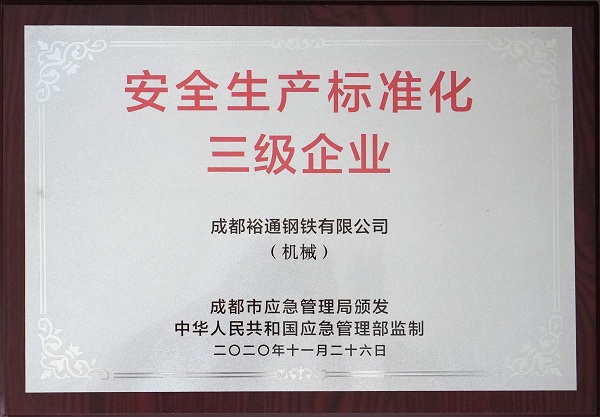 安全生产标准化
三级企业
成都裕通钢铁有限公司
（机械）
成都市应急管理局颁发
中华人民共和国应急管理部监制
二〇二〇年十一月二十六日